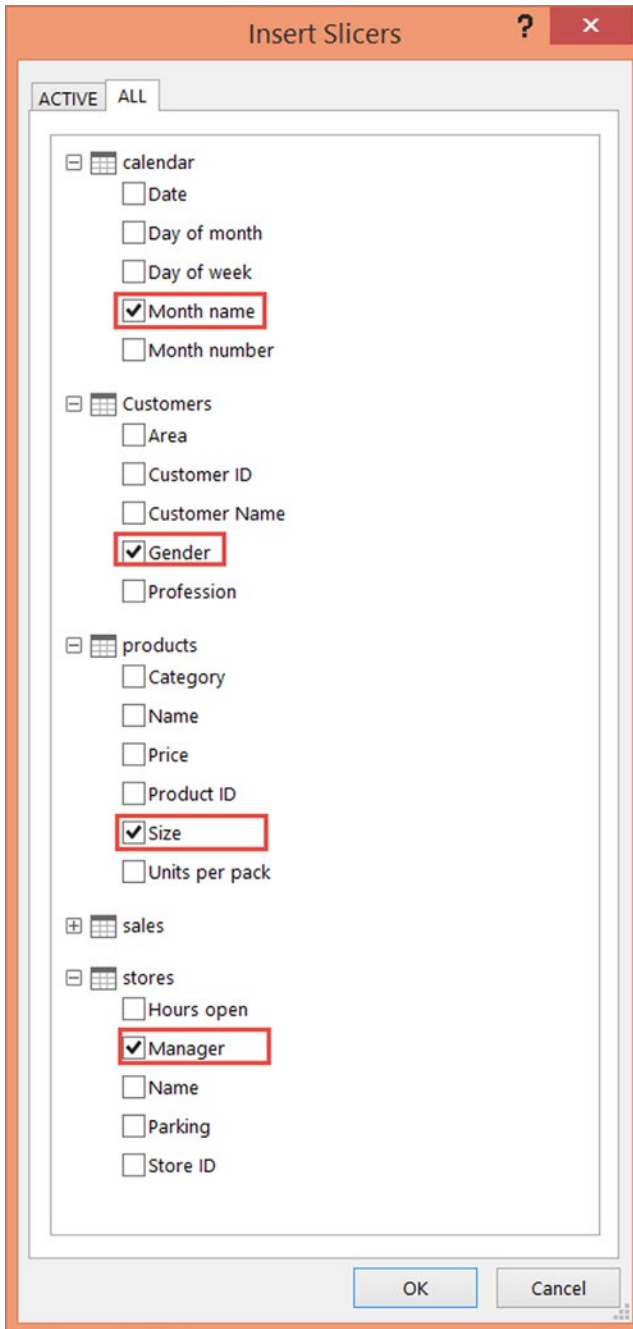 Insert Slicers
?
ACTIVE ALL
calendar
Date
Day of month
Day of week
Month name
Month number
Customers
Area
Customer ID
Customer Name
Gender
Profession
products
Category
Name
Price
Product ID
Size
Units per pack
sales
stores
Hours open
Manager
Name
Parking
Store ID
OK Cancel